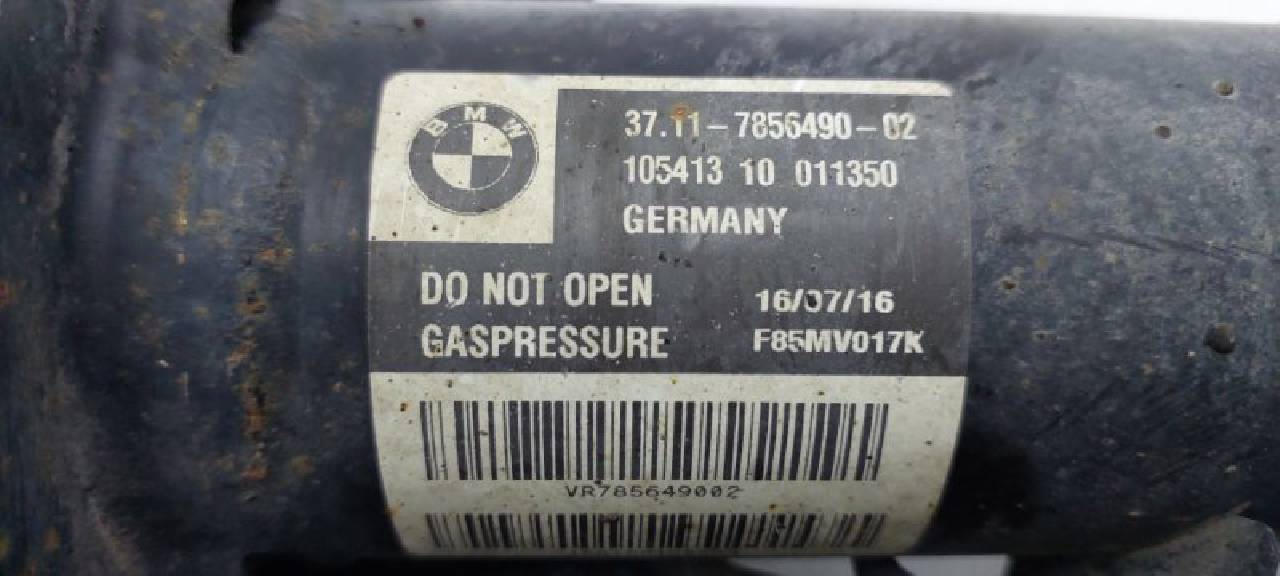 BMW
37.11-7856490-02
105413 10 011350
GERMANY
DO NOT OPEN
16/07/16
GASPRESSURE
F85MV017K
VR785649002